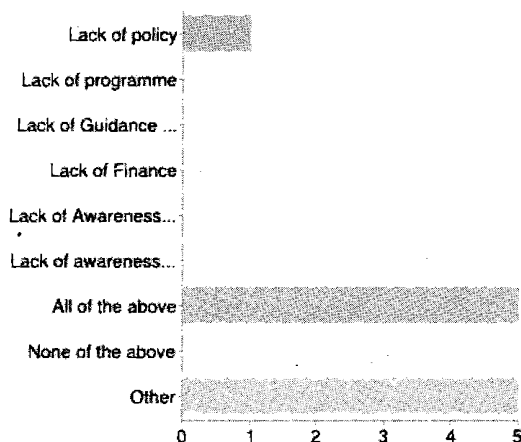 Lack of policy
Lack of programme
Lack of Guidance ...
Lack of Finance
Lack of Awareness...
Lack of awareness...
All of the above
None of the above
Other
0 1 2 3 4 5